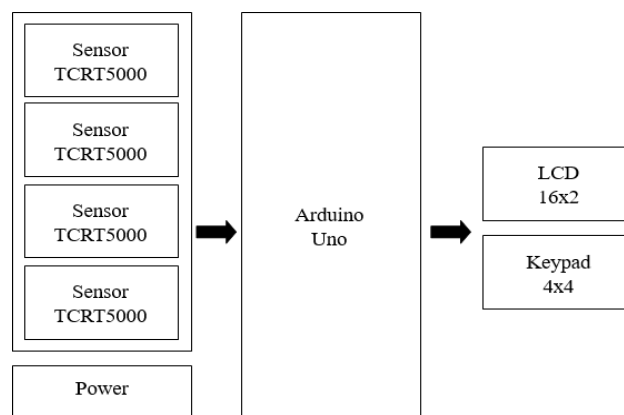 Sensor
TCRT5000
Sensor
TCRT5000
Sensor
TCRT5000
Sensor
TCRT5000
Power
Arduino
Uno
LCD
16x2
Keypad
4x4